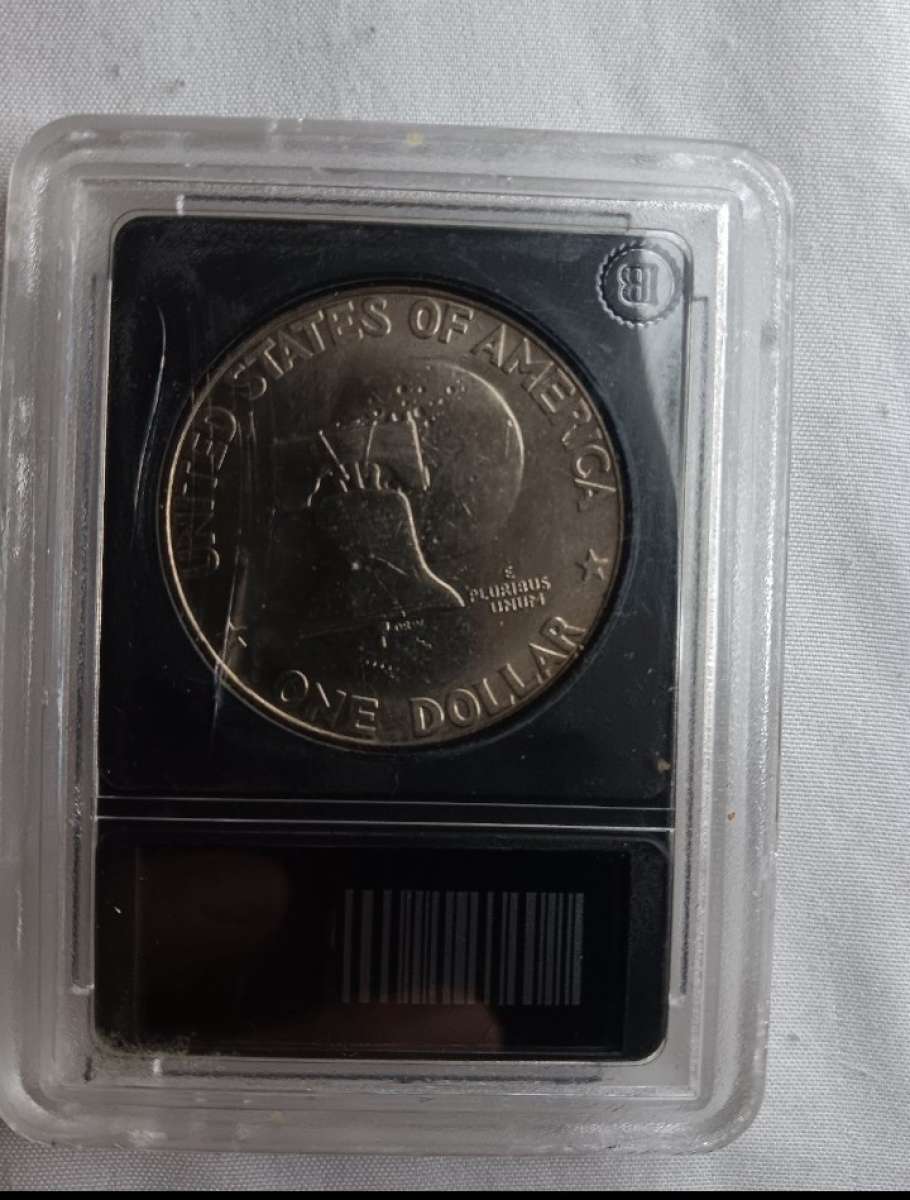 UNITED STATES OF AMERICA
E
PLURIBUS
UNUM
ONE DOLLAR